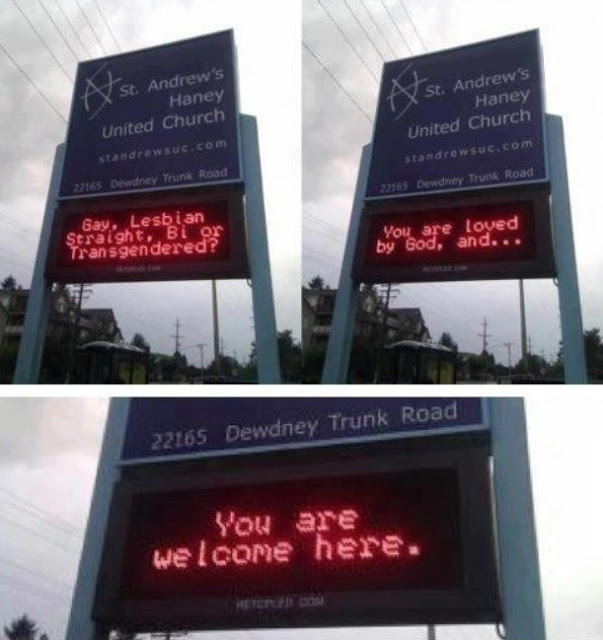 St. Andrew's
Haney
United Church
standrewsuc.com
22165 Dewdney Trunk Road
Gay, Lesbian
Straight, Bi or
Transgendered?
St. Andrew's
Haney
United Church
standrewsuc.com
22165 Dewdney Trunk Road
You are loved
by God, and...
22165 Dewdney Trunk Road
You are
welcome here.